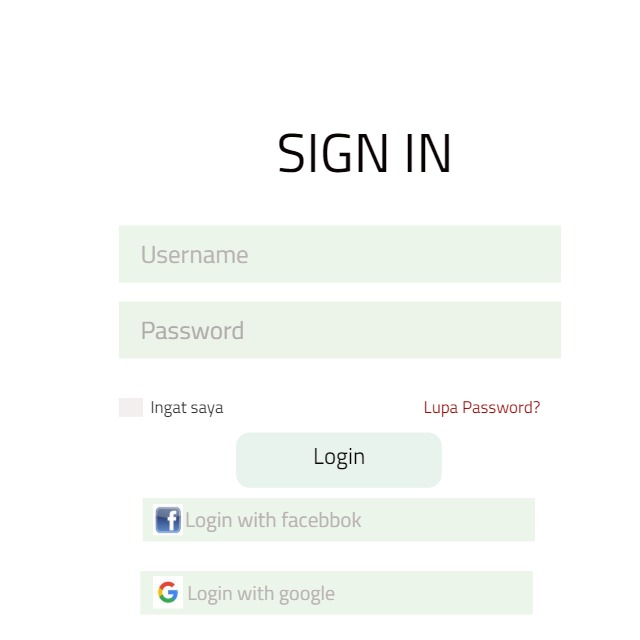 SIGN IN
Username
Password
Ingat saya
Lupa Password?
Login
Login with facebbok
Login with google